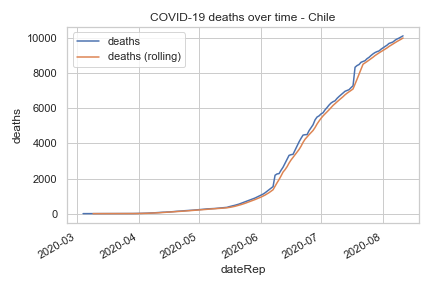 COVID-19 deaths over time - Chile
deaths
deaths (rolling)
10000
8000
6000
4000
2000
0
deaths
2020-03
2020-04
2020-05
2020-06
2020-07
2020-08
dateRep